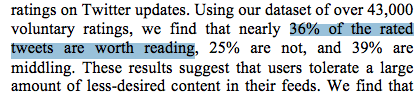 ratings on Twitter updates. Using our dataset of over 43,000
voluntary ratings, we find that nearly 36% of the rated
tweets are worth reading, 25% are not, and 39% are
middling. These results suggest that users tolerate a large
amount of less-desired content in their feeds. We find that